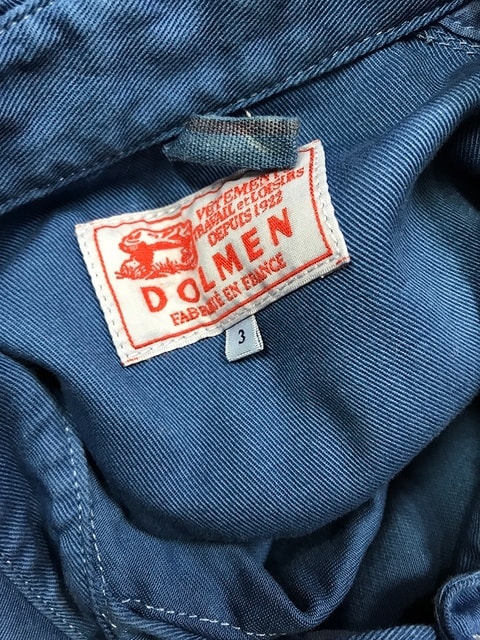 VETEMENTS
TRAVAIL et LOISIRS
DEPUIS 1922
DOLMEN
FABRIQUÉ EN FRANCE
3